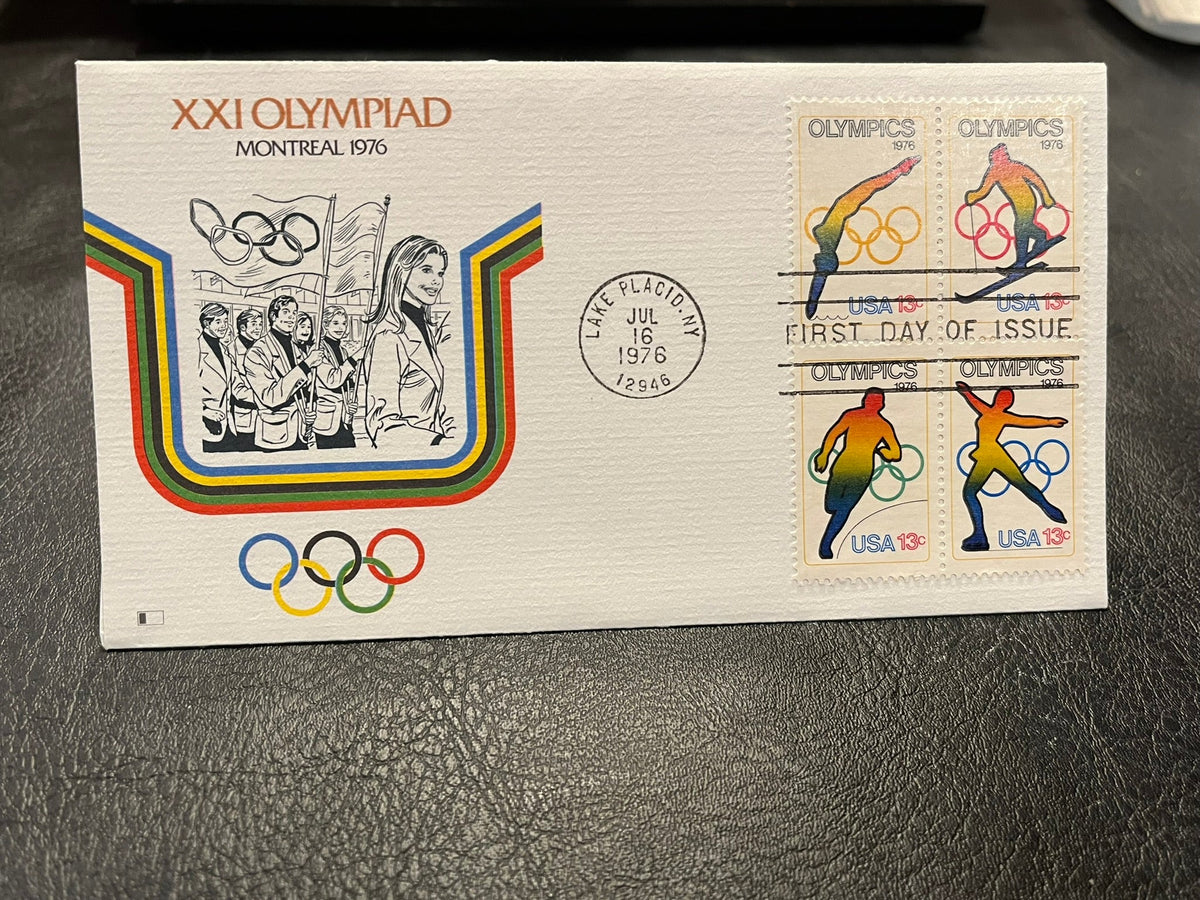 XXI OLYMPIAD
MONTREAL 1976
LAKE PLACID, NY
JUL
16
1976
12946
OLYMPICS
1976
USA 13c
OLYMPICS
1976
USA 13c
FIRST DAY OF ISSUE
OLYMPICS
1976
USA 13c
OLYMPICS
1976
USA 13c